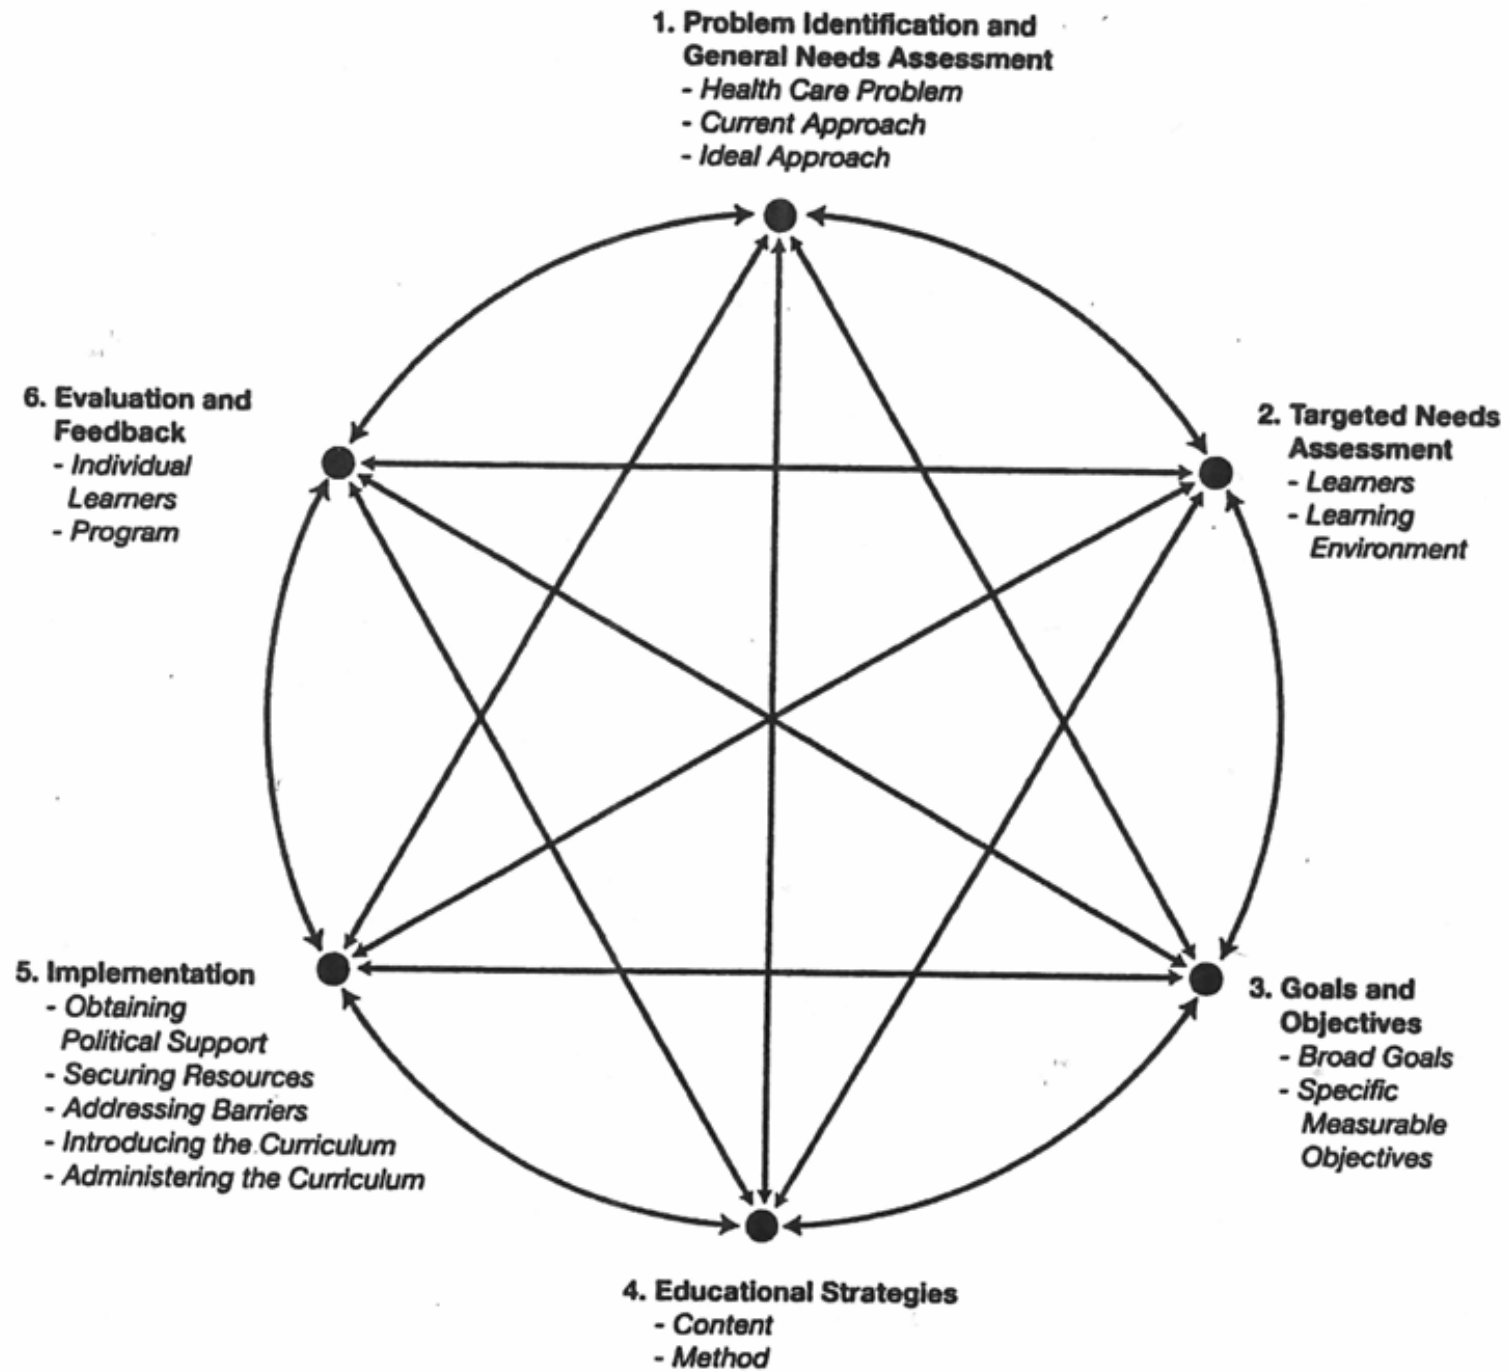 1. Problem Identification and
General Needs Assessment
- Health Care Problem
- Current Approach
- Ideal Approach
2. Targeted Needs
Assessment
- Learners
- Learning
Environment
3. Goals and
Objectives
- Broad Goals
- Specific
Measurable
Objectives
4. Educational Strategies
- Content
- Method
5. Implementation
- Obtaining
Political Support
- Securing Resources
- Addressing Barriers
- Introducing the Curriculum
- Administering the Curriculum
6. Evaluation and
Feedback
- Individual
Learners
- Program